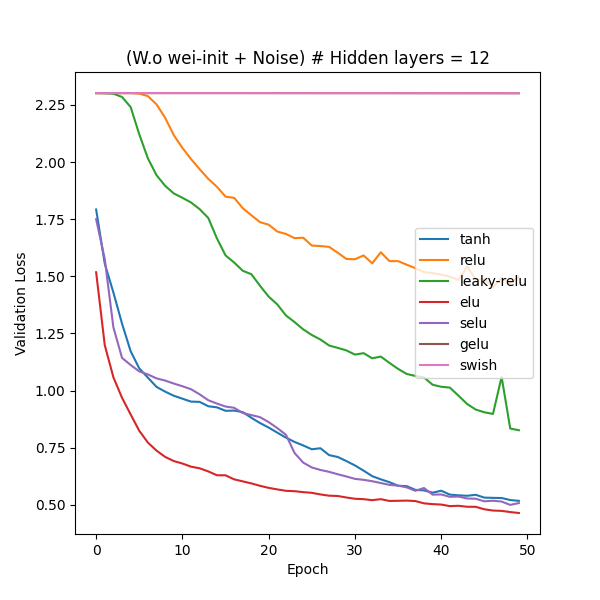 (W.o wei-init + Noise) # Hidden layers = 12
Validation Loss
2.25
2.00
1.75
1.50
1.25
1.00
0.75
0.50
0
10
20
30
40
50
Epoch
tanh
relu
leaky-relu
elu
selu
gelu
swish